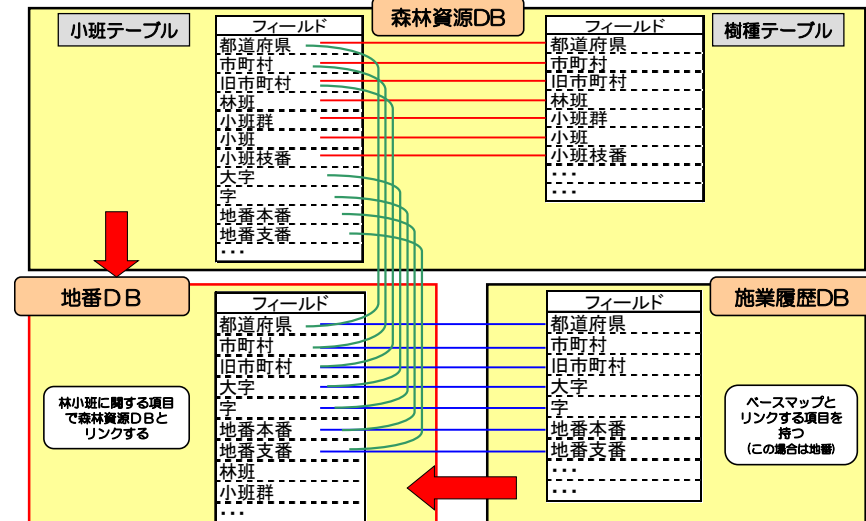 森林資源DB
小班テーブル
フィールド
都道府県
市町村
旧市町村
林班
小班群
小班
小班枝番
大字
字
地番本番
地番支番
・・・
フィールド
都道府県
市町村
旧市町村
林班
小班群
小班
小班枝番
・・・
・・・
樹種テーブル
地番DB
林小班に関する項目
で森林資源DBと
リンクする
フィールド
都道府県
市町村
旧市町村
大字
字
地番本番
地番支番
林班
小班群
・・・
フィールド
都道府県
市町村
旧市町村
大字
字
地番本番
地番支番
・・・
・・・
施業履歴DB
ベースマップと
リンクする項目を
持つ
(この場合は地番)